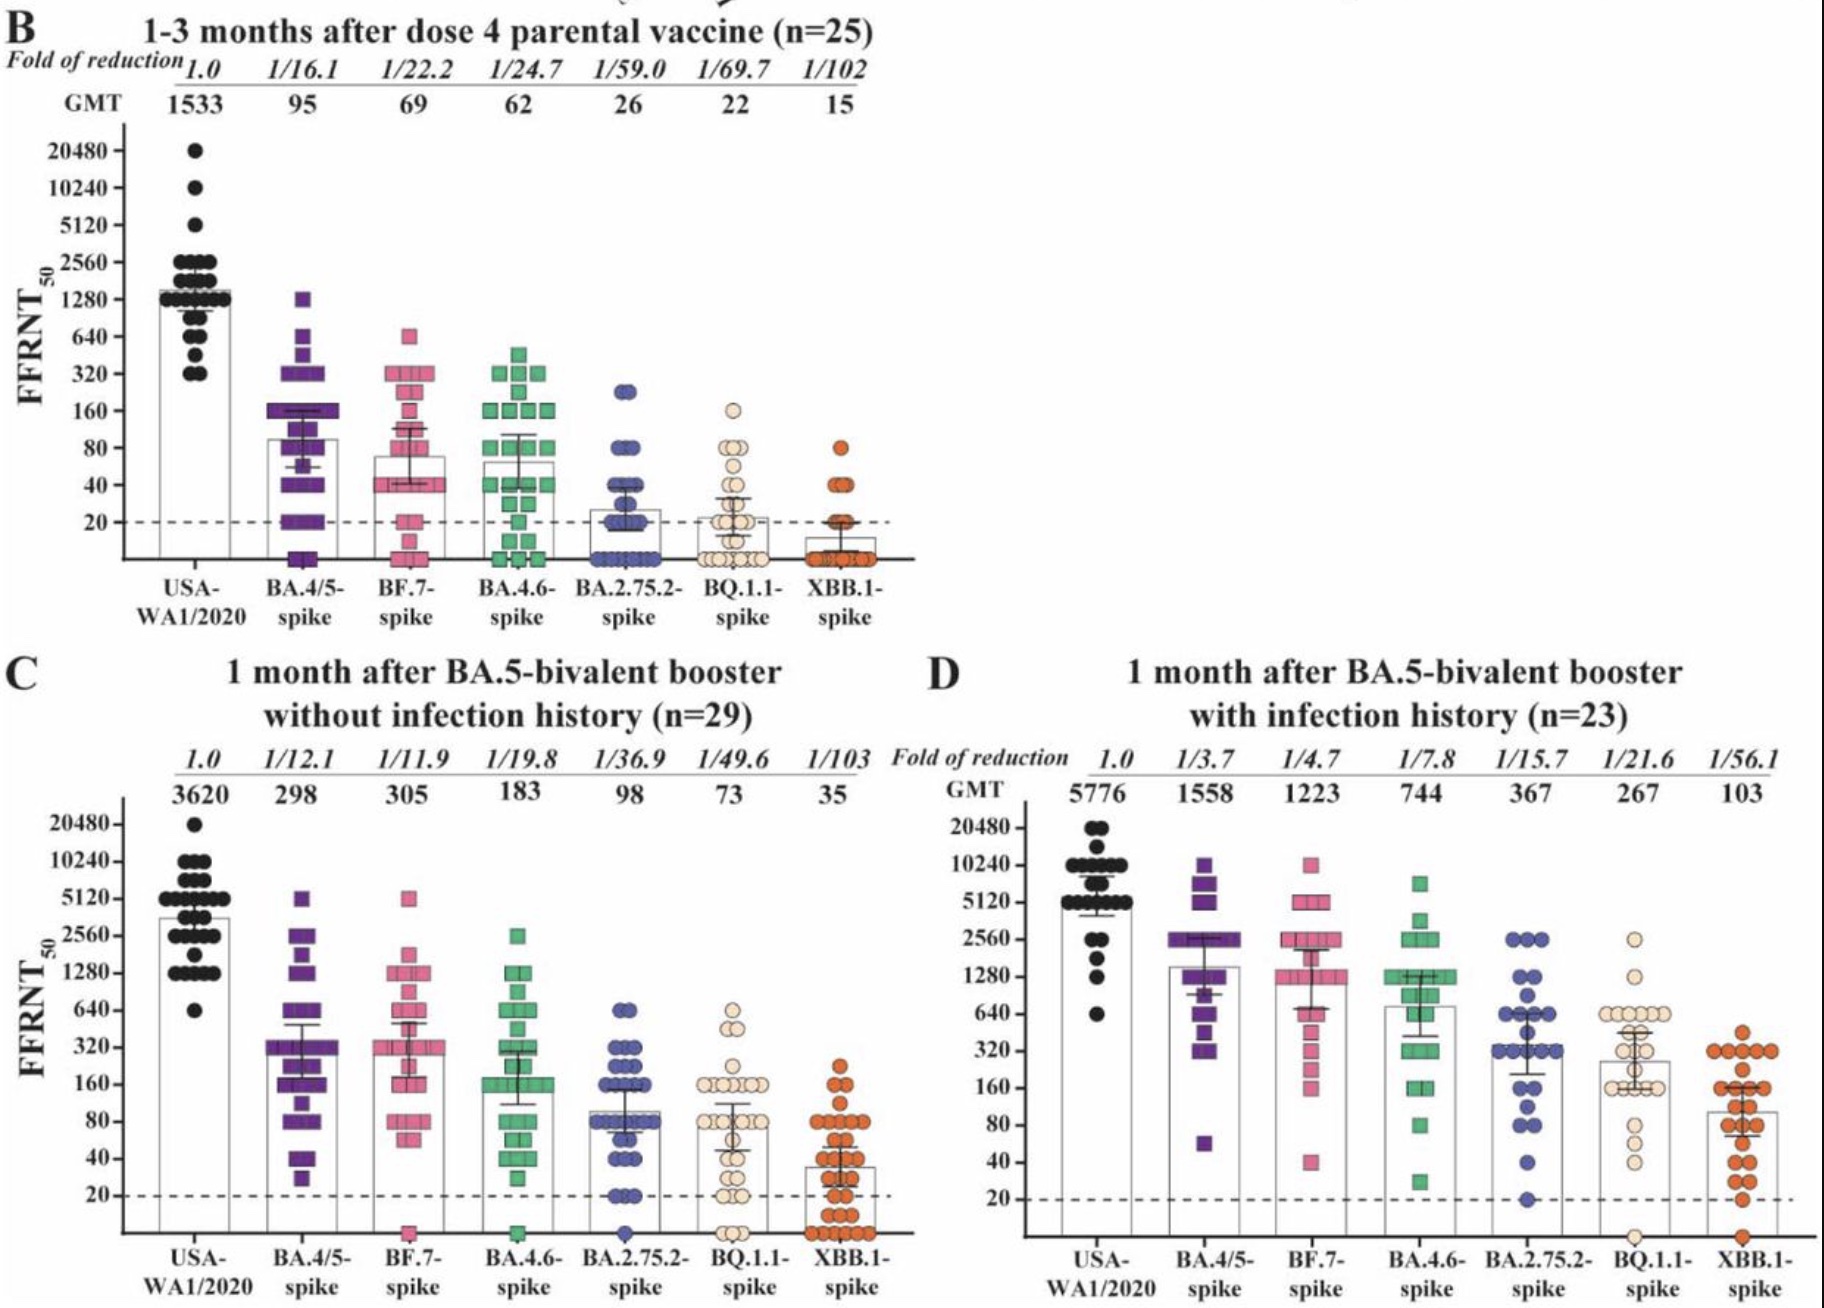 B 1-3 months after dose 4 parental vaccine (n=25)
Fold of reduction 1.0 1/16.1 1/22.2 1/24.7 1/59.0 1/69.7 1/102
GMT 1533 95 69 62 26 22 15
20480
10240
5120
2560
1280
640
320
160
80
40
20
FFRNT50
USA- BA.4/5- BF.7- BA.4.6- BA.2.75.2- BQ.1.1- XBB.1-
WA1/2020 spike spike spike spike spike spike
C 1 month after BA.5-bivalent booster
without infection history (n=29)
1.0 1/12.1 1/11.9 1/19.8 1/36.9 1/49.6 1/103
3620 298 305 183 98 73 35
20480
10240
5120
2560
1280
640
320
160
80
40
20
FFRNT50
USA- BA.4/5- BF.7- BA.4.6- BA.2.75.2- BQ.1.1- XBB.1-
WA1/2020 spike spike spike spike spike spike
D 1 month after BA.5-bivalent booster
with infection history (n=23)
Fold of reduction 1.0 1/3.7 1/4.7 1/7.8 1/15.7 1/21.6 1/56.1
GMT 5776 1558 1223 744 367 267 103
20480
10240
5120
2560
1280
640
320
160
80
40
20
USA- BA.4/5- BF.7- BA.4.6- BA.2.75.2- BQ.1.1- XBB.1-
WA1/2020 spike spike spike spike spike spike